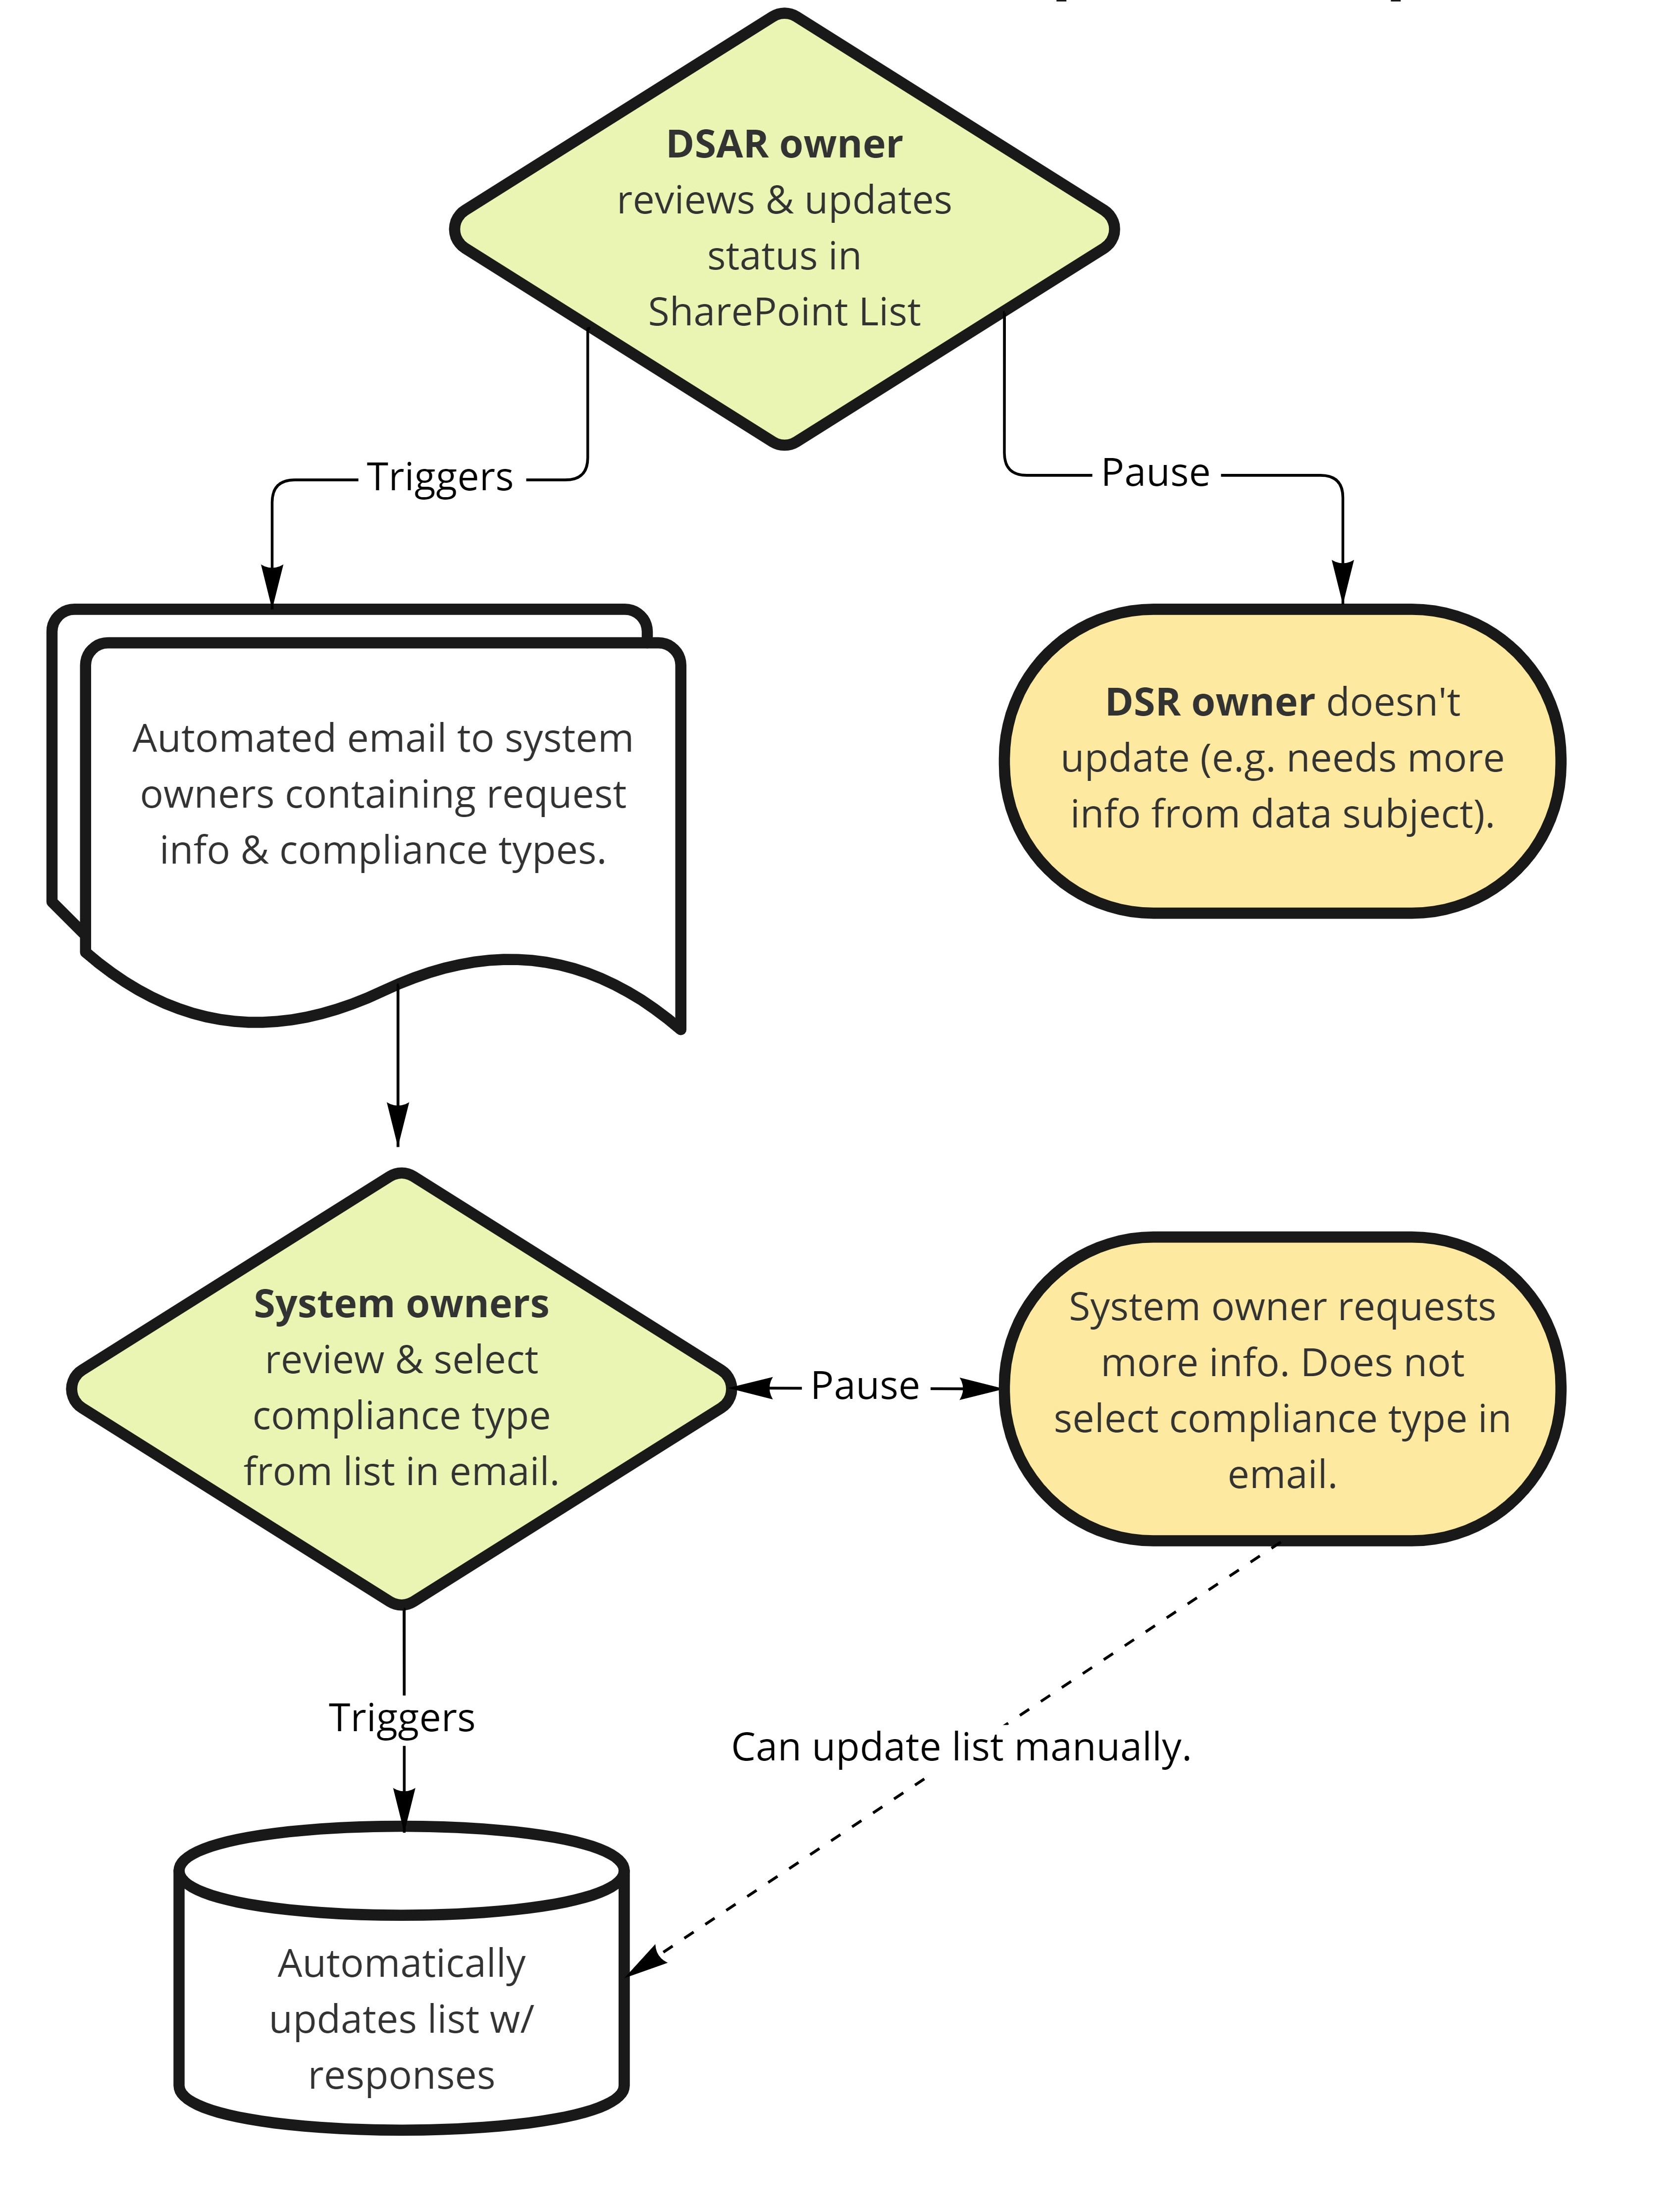 DSAR owner
reviews & updates
status in
SharePoint List
Triggers
Pause
Automated email to system
owners containing request
info & compliance types.
DSR owner doesn't
update (e.g. needs more
info from data subject).
System owners
review & select
compliance type
from list in email.
Pause
System owner requests
more info. Does not
select compliance type in
email.
Triggers
Can update list manually.
Automatically
updates list w/
responses